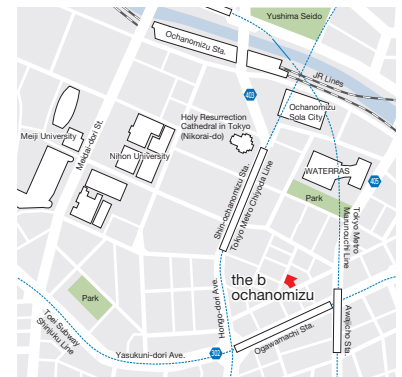 Yushima Seido
Ochanomizu Sta.
JR Lines
403
Ochanomizu
Sola City
Holy Resurrection
Cathedral in Tokyo
(Nikorai-do)
Meiji University
Meidai-dori St.
Nihon University
WATERRAS
405
Shin-ochanomizu Sta.
Tokyo Metro Chiyoda Line
Park
Tokyo Metro
Marunouchi Line
the b
ochanomizu
Park
Hongo-dori Ave.
Toei Subway
Shinjuku Line
Yasukuni-dori Ave.
302
Ogawamachi Sta.
Awajicho Sta.